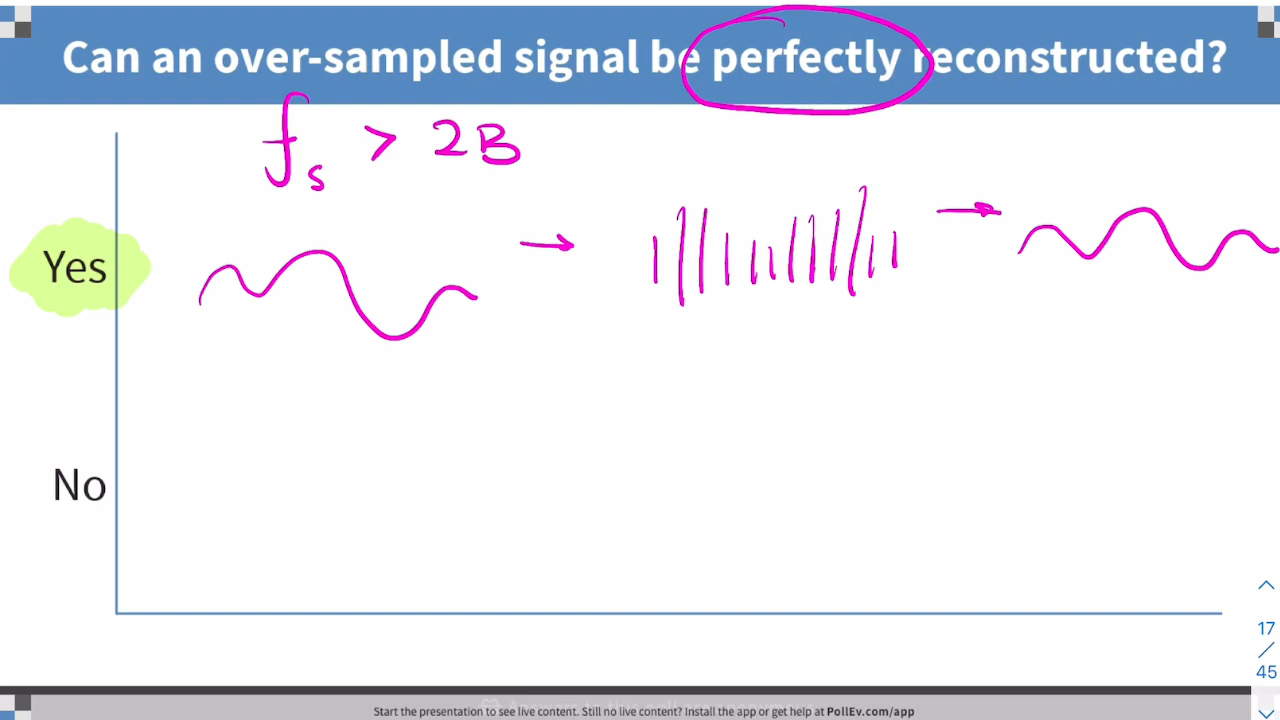 Can an over-sampled signal be perfectly reconstructed?
fs > 2B
Yes
No
17
/
45
Start the presentation to see live content. Still no live content? Install the app or get help at PollEv.com/app